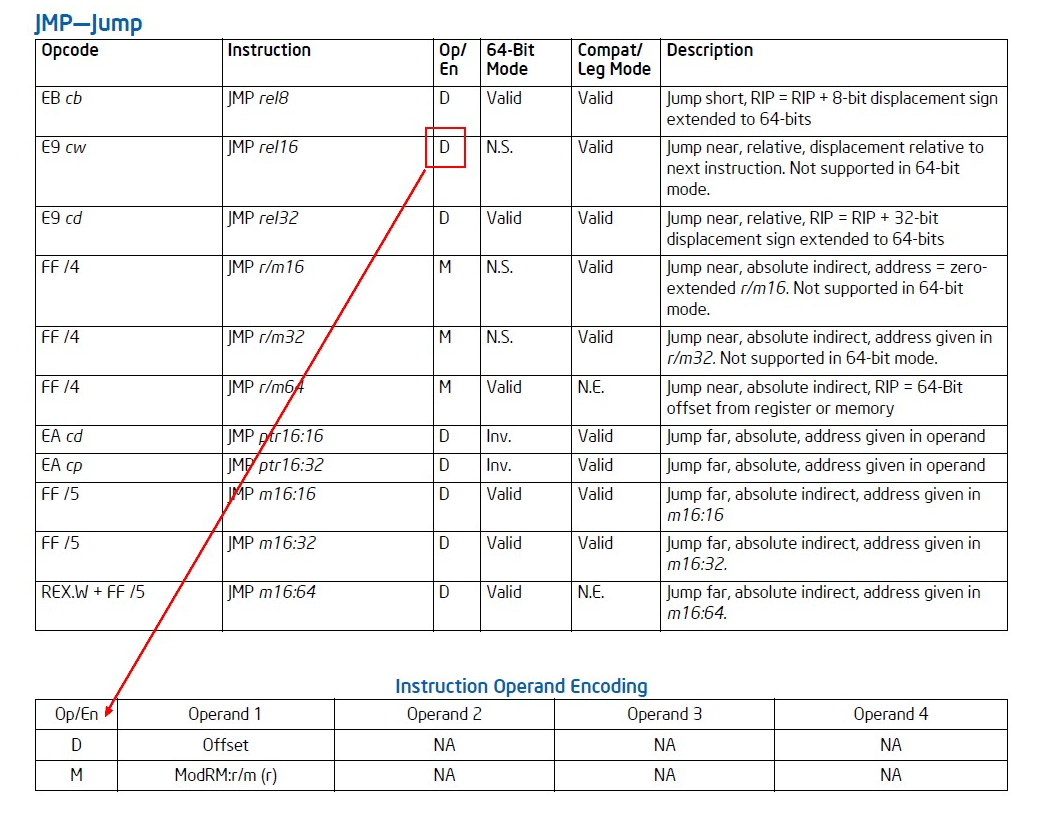 JMP—Jump
Opcode Instruction Op/ 64-Bit Compat/ Description
En Mode Leg Mode
EB cb JMP rel8 D Valid Valid Jump short, RIP = RIP + 8-bit displacement sign
extended to 64-bits
E9 cw JMP rel16 D N.S. Valid Jump near, relative, displacement relative to
next instruction. Not supported in 64-bit
mode.
E9 cd JMP rel32 D Valid Valid Jump near, relative, RIP = RIP + 32-bit
displacement sign extended to 64-bits
FF /4 JMP r/m16 M N.S. Valid Jump near, absolute indirect, address = zero-
extended r/m16. Not supported in 64-bit
mode.
FF /4 JMP r/m32 M N.S. Valid Jump near, absolute indirect, address given in
r/m32. Not supported in 64-bit mode.
FF /4 JMP r/m64 M Valid N.E. Jump near, absolute indirect, RIP = 64-Bit
offset from register or memory
EA cd JMP ptr16:16 D Inv. Valid Jump far, absolute, address given in operand
EA cp JMP ptr16:32 D Inv. Valid Jump far, absolute, address given in operand
FF /5 JMP m16:16 D Valid Valid Jump far, absolute indirect, address given in
m16:16
FF /5 JMP m16:32 D Valid Valid Jump far, absolute indirect, address given in
m16:32.
REX.W + FF /5 JMP m16:64 D Valid N.E. Jump far, absolute indirect, address given in
m16:64.
Instruction Operand Encoding
Op/En Operand 1 Operand 2 Operand 3 Operand 4
D Offset NA NA NA
M ModRM:r/m (r) NA NA NA